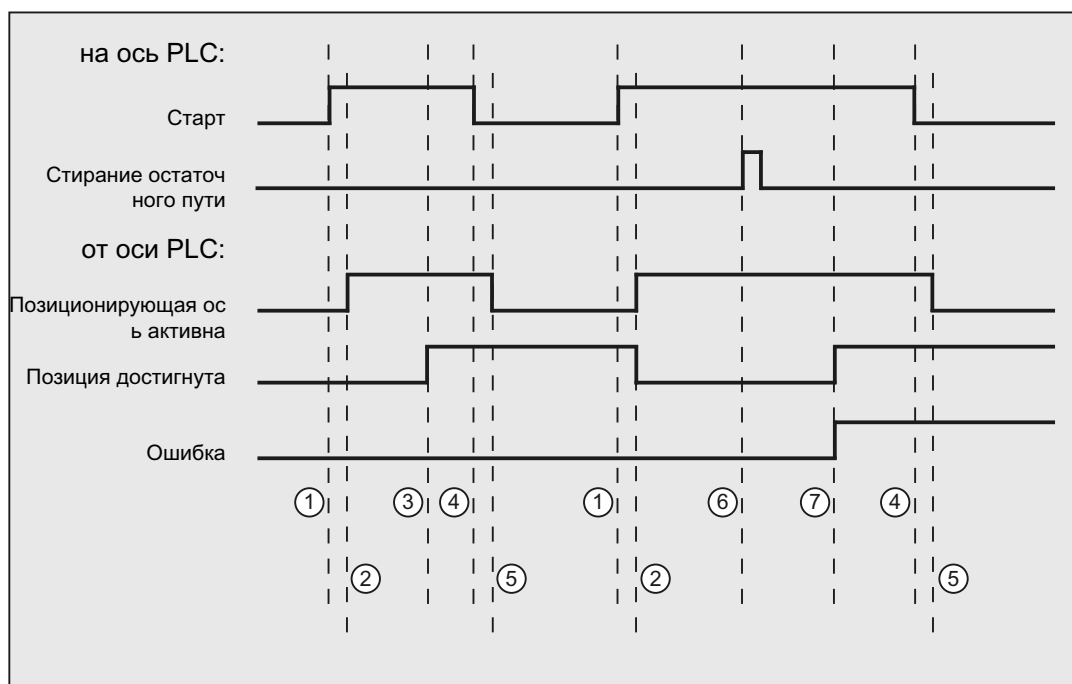 на ось PLC:
Старт
Стирание остаточ
ного пути
от оси PLC:
Позиционирующая ос
ь активна
Позиция достигнута
Ошибка
1 3 4 1 6 7 4
2 5 2 5